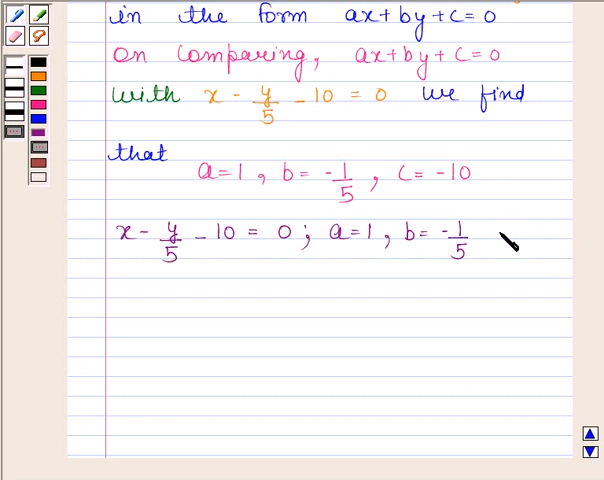 in the form ax+by+c=0
On comparing, ax+by+c=0
with x - y/5 - 10 = 0 we find
that
a=1, b= -1/5, c= -10
x - y/5 - 10 = 0; a=1, b= -1/5